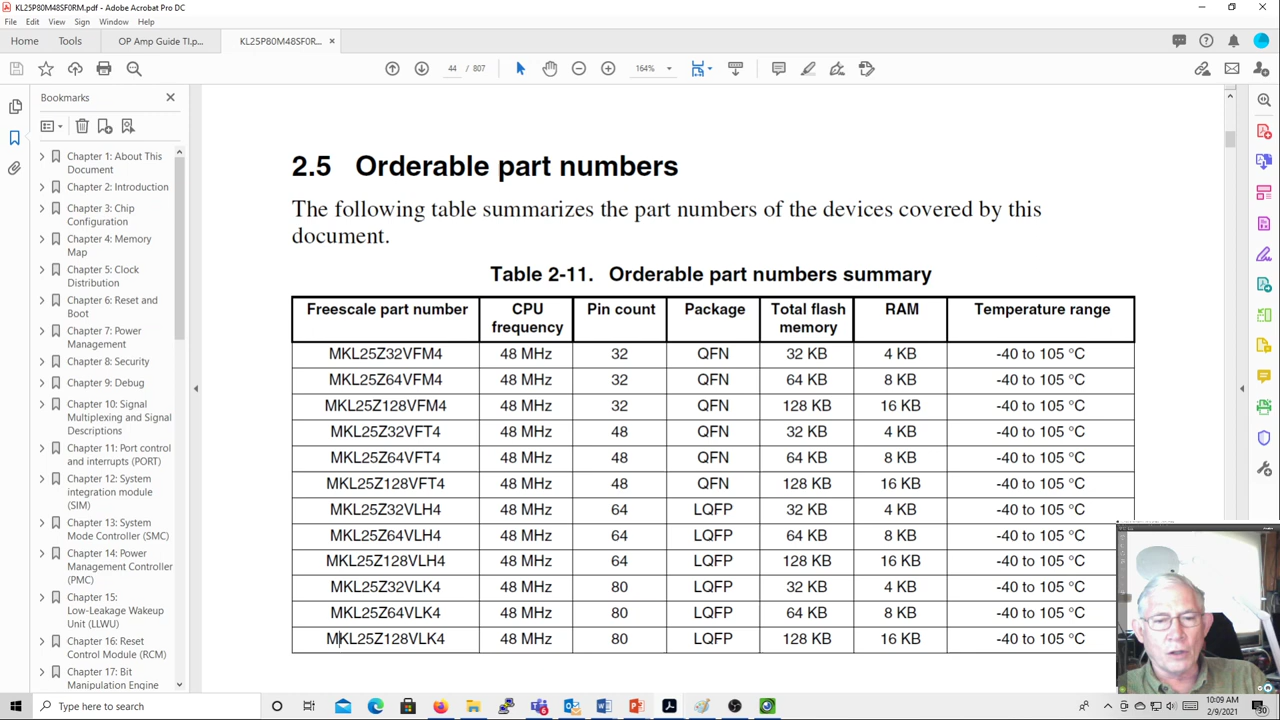 KL25P80M48SF0RM.pdf - Adobe Acrobat Pro DC
File Edit View Sign Window Help
Home Tools OP Amp Guide TI.p... KL25P80M48SF0R... ×
44 / 807 164%
Bookmarks
Chapter 1: About This
Document
Chapter 2: Introduction
Chapter 3: Chip
Configuration
Chapter 4: Memory
Map
Chapter 5: Clock
Distribution
Chapter 6: Reset and
Boot
Chapter 7: Power
Management
Chapter 8: Security
Chapter 9: Debug
Chapter 10: Signal
Multiplexing and Signal
Descriptions
Chapter 11: Port control
and interrupts (PORT)
Chapter 12: System
integration module
(SIM)
Chapter 13: System
Mode Controller (SMC)
Chapter 14: Power
Management Controller
(PMC)
Chapter 15:
Low-Leakage Wakeup
Unit (LLWU)
Chapter 16: Reset
Control Module (RCM)
Chapter 17: Bit
Manipulation Engine
2.5 Orderable part numbers
The following table summarizes the part numbers of the devices covered by this
document.
Table 2-11. Orderable part numbers summary
Freescale part number CPU frequency Pin count Package Total flash memory RAM Temperature range
MKL25Z32VFM4 48 MHz 32 QFN 32 KB 4 KB -40 to 105 °C
MKL25Z64VFM4 48 MHz 32 QFN 64 KB 8 KB -40 to 105 °C
MKL25Z128VFM4 48 MHz 32 QFN 128 KB 16 KB -40 to 105 °C
MKL25Z32VFT4 48 MHz 48 QFN 32 KB 4 KB -40 to 105 °C
MKL25Z64VFT4 48 MHz 48 QFN 64 KB 8 KB -40 to 105 °C
MKL25Z128VFT4 48 MHz 48 QFN 128 KB 16 KB -40 to 105 °C
MKL25Z32VLH4 48 MHz 64 LQFP 32 KB 4 KB -40 to 105 °C
MKL25Z64VLH4 48 MHz 64 LQFP 64 KB 8 KB -40 to 105 °C
MKL25Z128VLH4 48 MHz 64 LQFP 128 KB 16 KB -40 to 105 °C
MKL25Z32VLK4 48 MHz 80 LQFP 32 KB 4 KB -40 to 105 °C
MKL25Z64VLK4 48 MHz 80 LQFP 64 KB 8 KB -40 to 105 °C
MKL25Z128VLK4 48 MHz 80 LQFP 128 KB 16 KB -40 to 105 °C
Type here to search
10:09 AM
2/9/2021
30